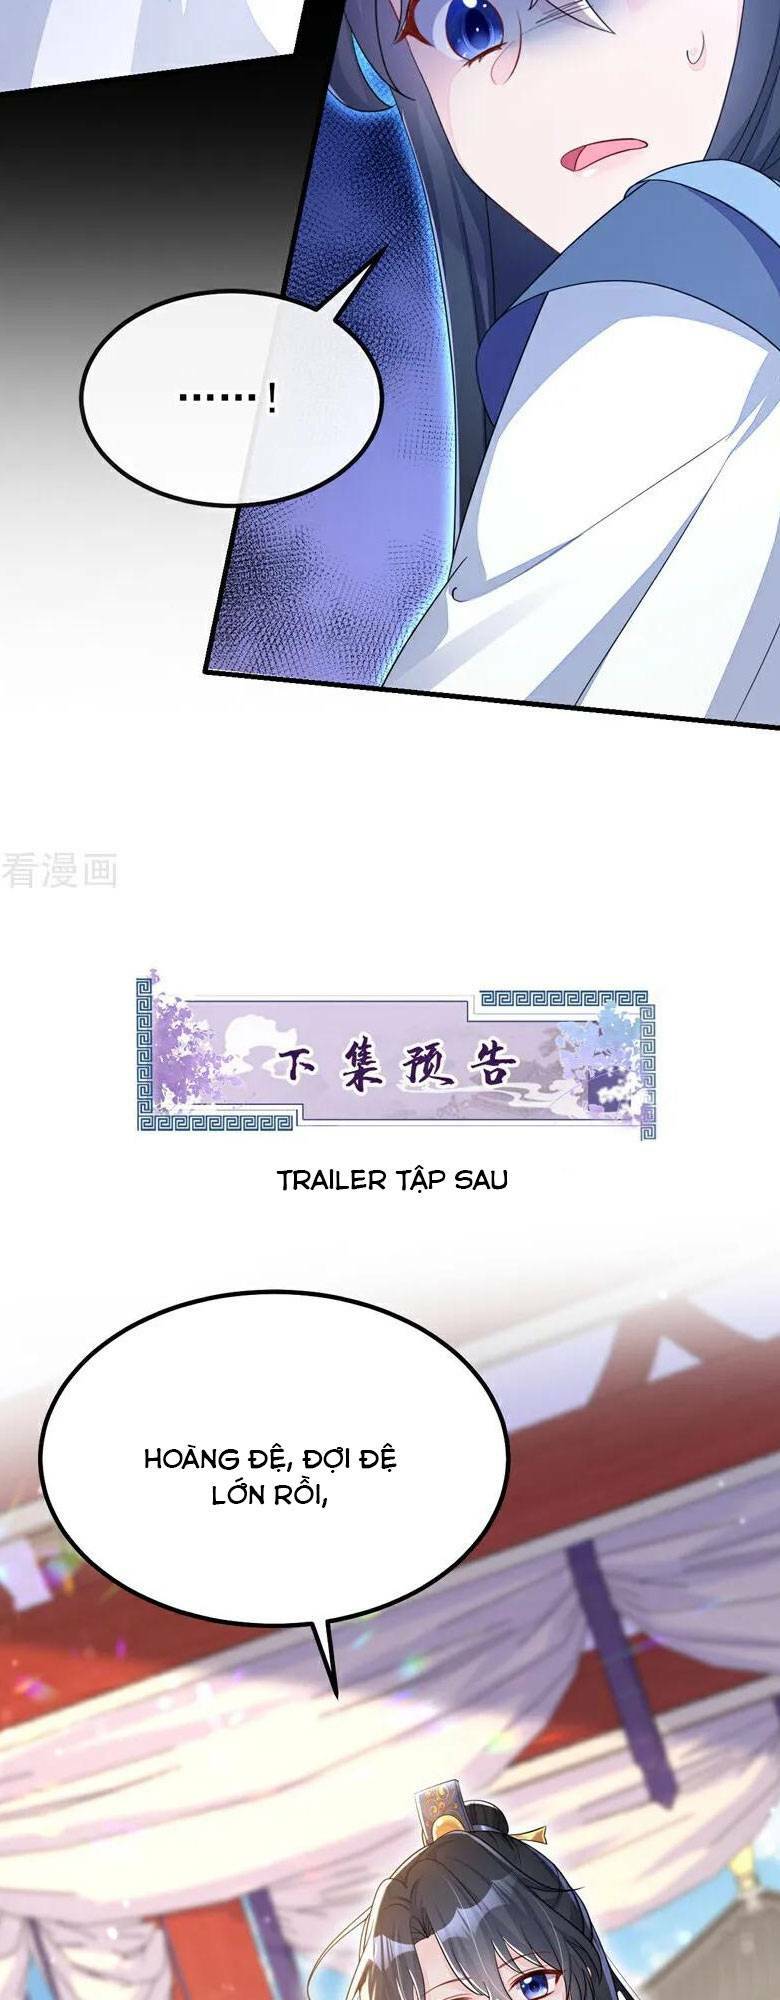 ......!
看漫画
下集预告
TRAILER TẬP SAU
HOÀNG ĐỆ, ĐỢI ĐỆ
LỚN RỒI,